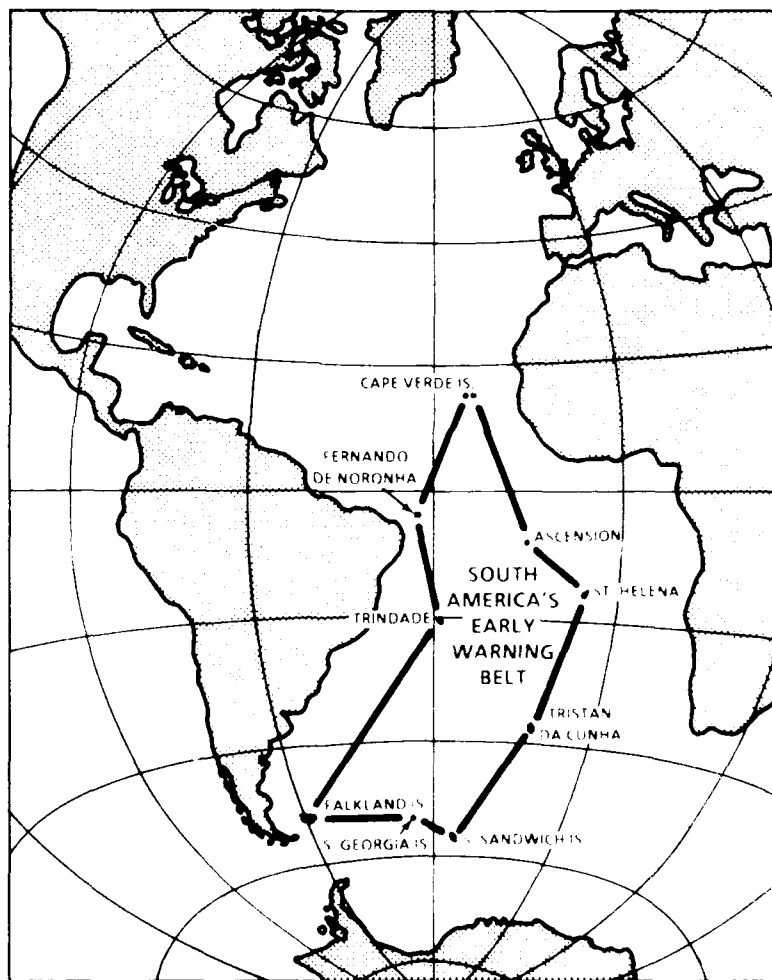 CAPE VERDE IS.
FERNANDO
DE NORONHA
ASCENSION
SOUTH
AMERICA'S
EARLY
WARNING
BELT
ST. HELENA
TRINDADE
TRISTAN
DA CUNHA
FALKLAND IS.
S. GEORGIA IS.
S. SANDWICH IS.